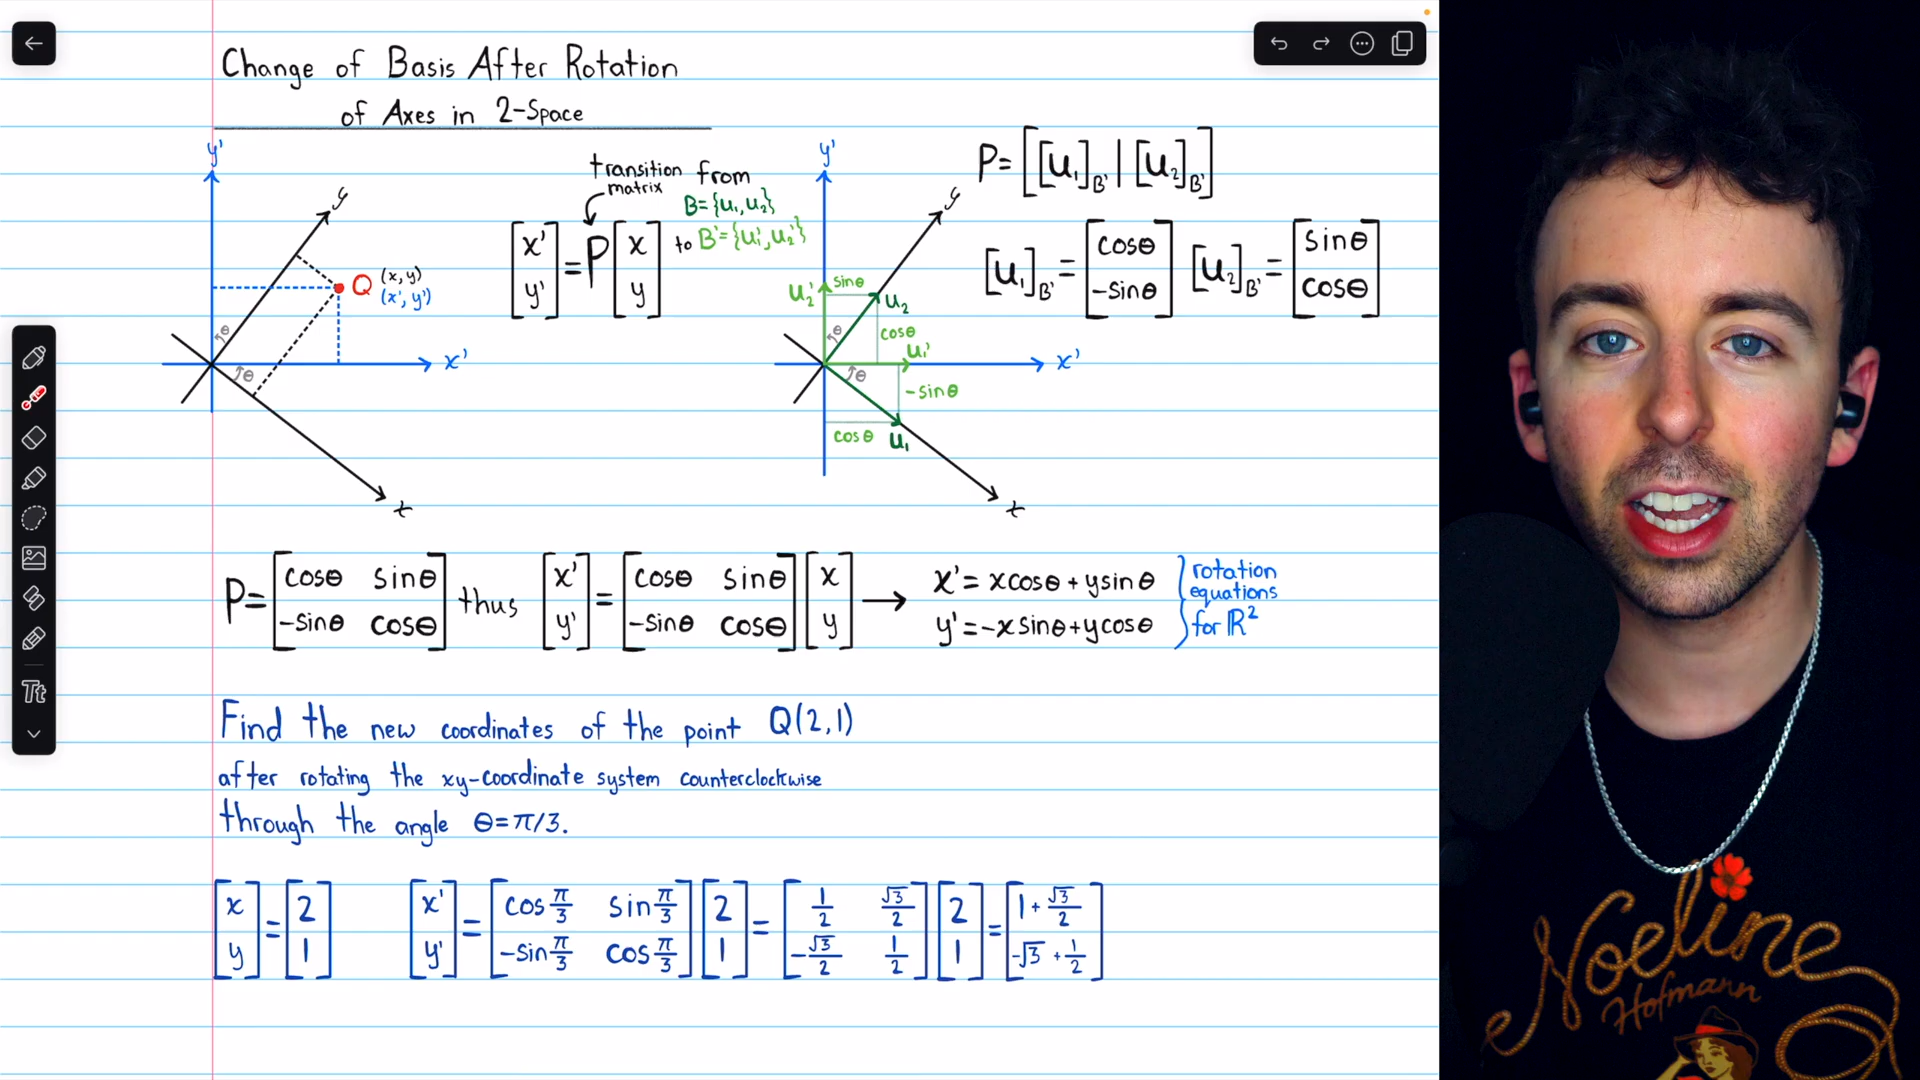 Change of Basis After Rotation
of Axes in 2-Space
y'
y
Q (x, y)
(x', y')
θ
θ
x'
x
transition matrix from
B={u₁,u₂}
to B'={u₁',u₂'}
[x' y'] = P [x y]
y'
y
u₂'
sinθ
u₂
θ
cosθ
u₁'
x'
θ
-sinθ
cosθ
u₁
x
P= [[u₁]B' | [u₂]B']
[u₁]B' = [cosθ -sinθ] [u₂]B' = [sinθ cosθ]
P= [cosθ sinθ -sinθ cosθ] thus [x' y'] = [cosθ sinθ -sinθ cosθ] [x y] → x'= xcosθ + ysinθ
y'=-xsinθ+ycosθ
rotation
equations
for ℝ²
Find the new coordinates of the point Q(2,1)
after rotating the xy-coordinate system counterclockwise
through the angle θ=π/3.
[x y] = [2 1] [x' y'] = [cos π/3 sin π/3 -sin π/3 cos π/3] [2 1] = [1/2 √3/2 -√3/2 1/2] [2 1] = [1+√3/2 -√3+1/2]
Tt
Noeline
Hofmann